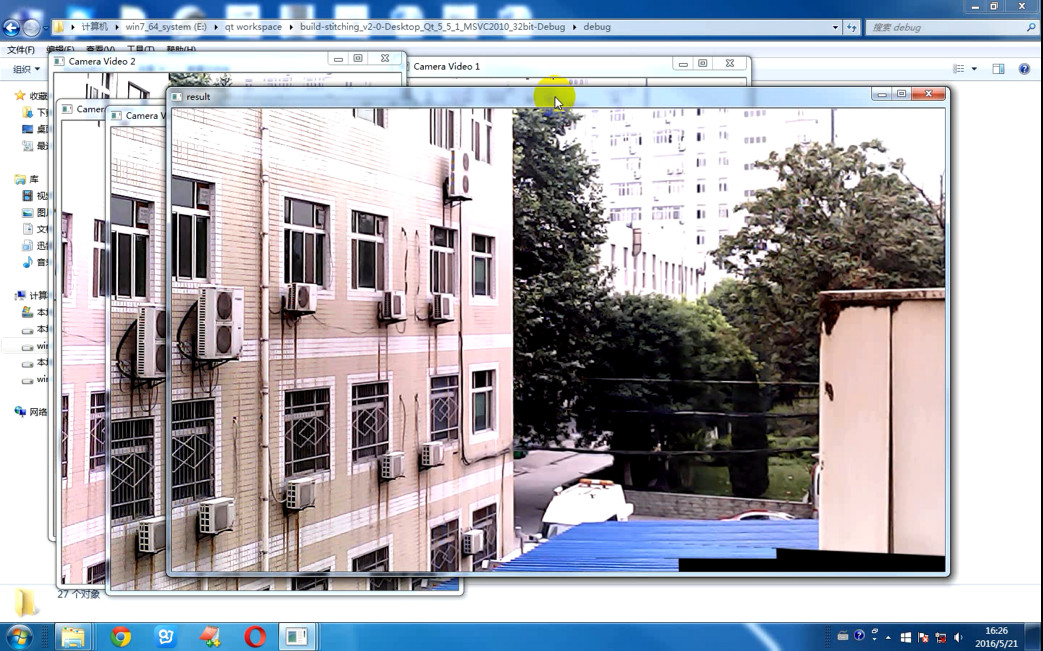 计算机 ▸ win7_64_system (E:) ▸ qt workspace ▸ build-stitching_v2-0-Desktop_Qt_5_5_1_MSVC2010_32bit-Debug ▸ debug
搜索 debug
文件(F) 编辑(E) 查看(V) 工具(T) 帮助(H)
Camera Video 2
Camera Video 1
组织
收藏
result
Camer
Camera V
下
桌
最
库
视
图
文
迅
音
计算
本
本
win
本
win
网络
27 个对象
16:26
2016/5/21